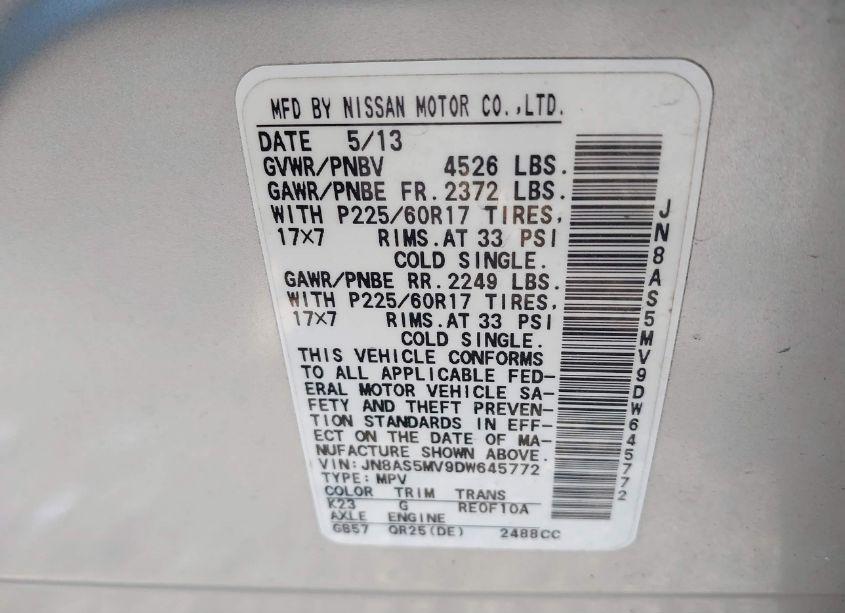 MFD BY NISSAN MOTOR CO.,LTD.
DATE 5/13
GVWR/PNBV 4526 LBS.
GAWR/PNBE FR.2372 LBS.
WITH P225/60R17 TIRES,
17×7 RIMS.AT 33 PSI
COLD SINGLE.
GAWR/PNBE RR.2249 LBS.
WITH P225/60R17 TIRES,
17×7 RIMS.AT 33 PSI
COLD SINGLE.
THIS VEHICLE CONFORMS
TO ALL APPLICABLE FED-
ERAL MOTOR VEHICLE SA-
FETY AND THEFT PREVEN-
TION STANDARDS IN EFF-
ECT ON THE DATE OF MA-
NUFACTURE SHOWN ABOVE.
VIN:JN8AS5MV9DW645772
TYPE:MPV
COLOR TRIM TRANS
K23 G RE0F10A
AXLE ENGINE
GB57 QR25(DE) 2488CC
JN8AS5MV9DW645772